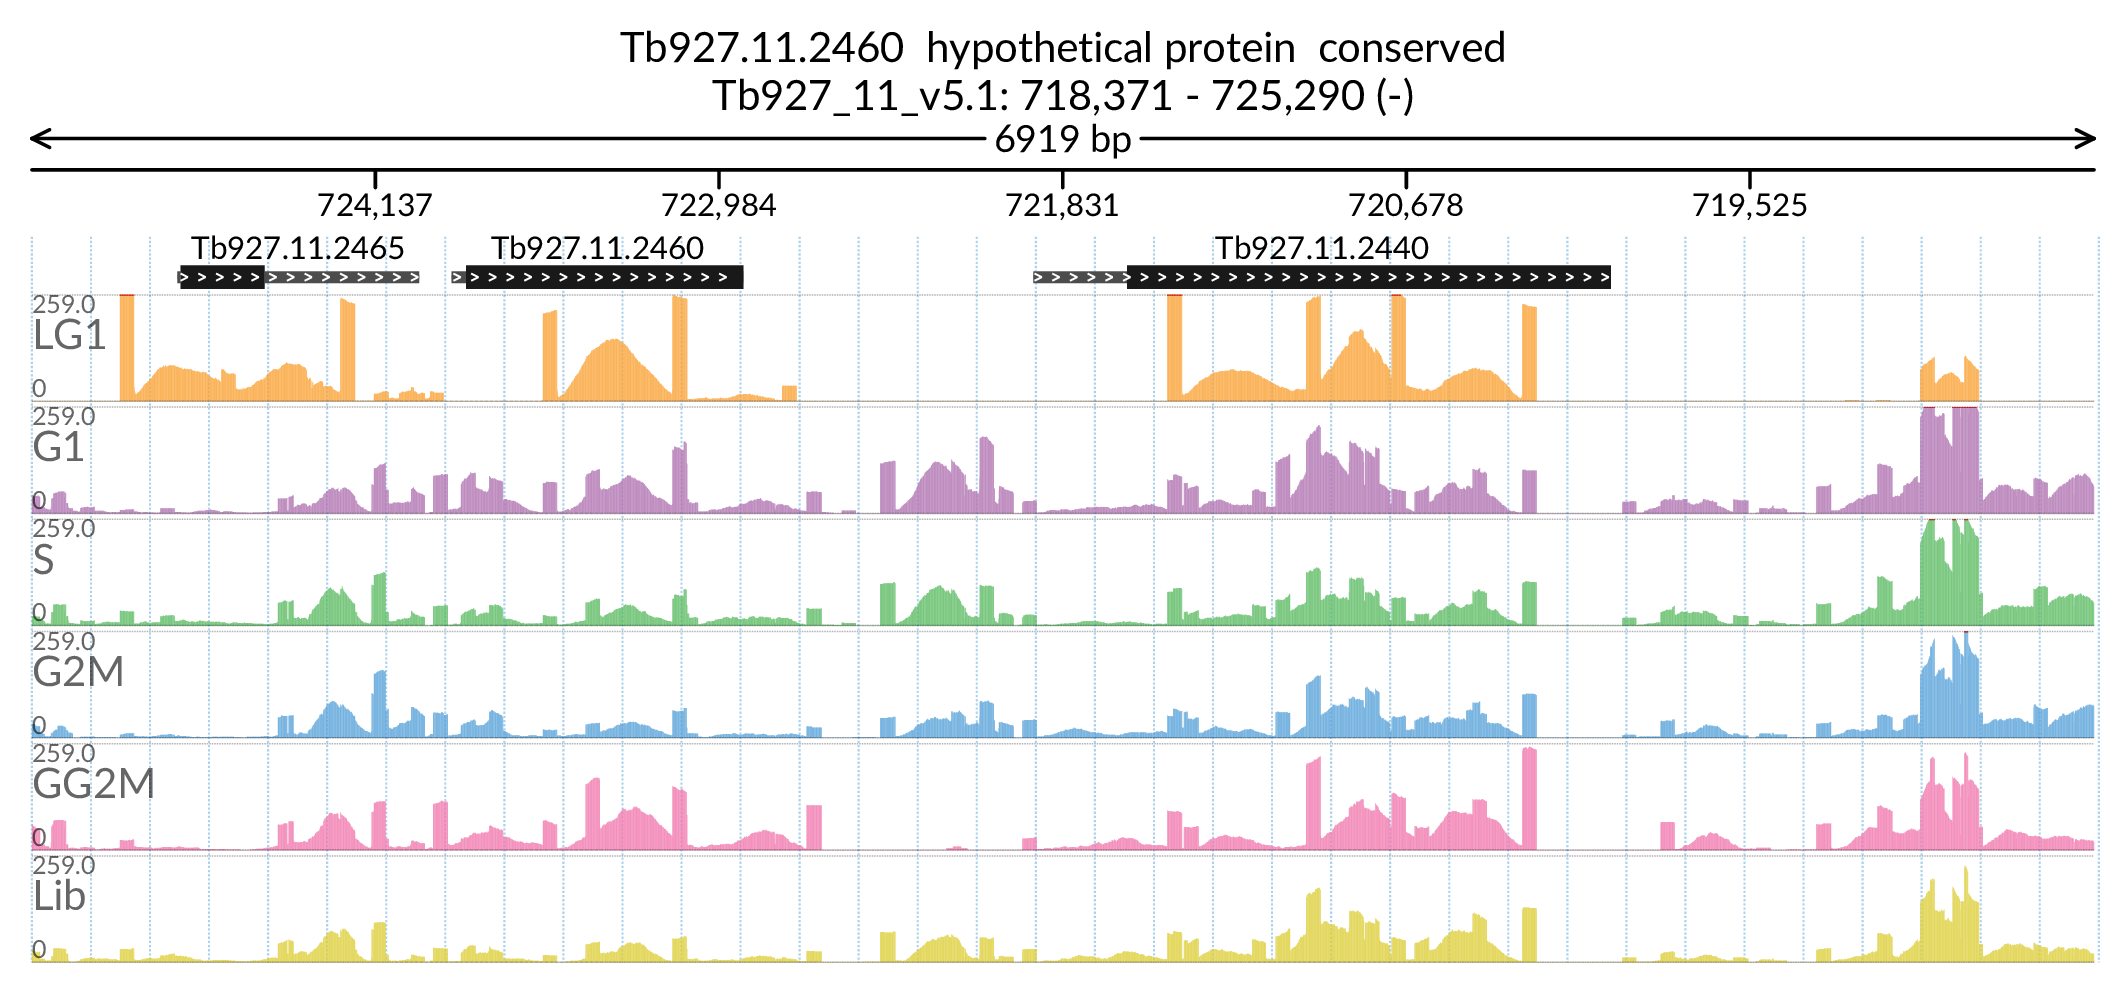 Tb927.11.2460 hypothetical protein conserved
Tb927_11_v5.1: 718,371 - 725,290 (-)
6919 bp
724,137 722,984 721,831 720,678 719,525
Tb927.11.2465 Tb927.11.2460 Tb927.11.2440
259.0
LG1
0
259.0
G1
0
259.0
S
0
259.0
G2M
0
259.0
GG2M
0
259.0
Lib
0